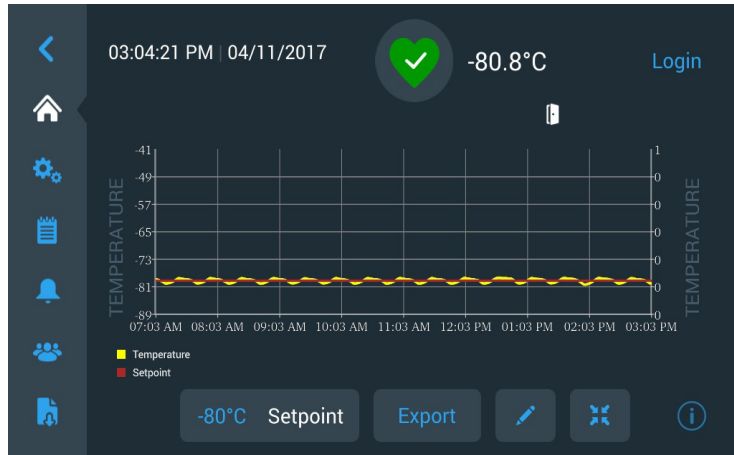 03:04:21 PM | 04/11/2017
-80.8°C
Login
TEMPERATURE
-41
-49
-57
-65
-73
-81
-89
1
0
0
0
0
0
0
TEMPERATURE
07:03 AM 08:03 AM 09:03 AM 10:03 AM 11:03 AM 12:03 PM 01:03 PM 02:03 PM 03:03 PM
Temperature
Setpoint
-80°C Setpoint
Export
i